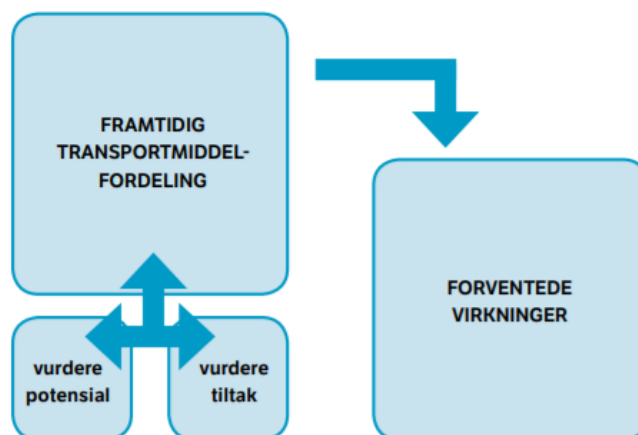 FRAMTIDIG
TRANSPORTMIDDEL-
FORDELING
FORVENTEDE
VIRKNINGER
vurdere
potensial
vurdere
tiltak